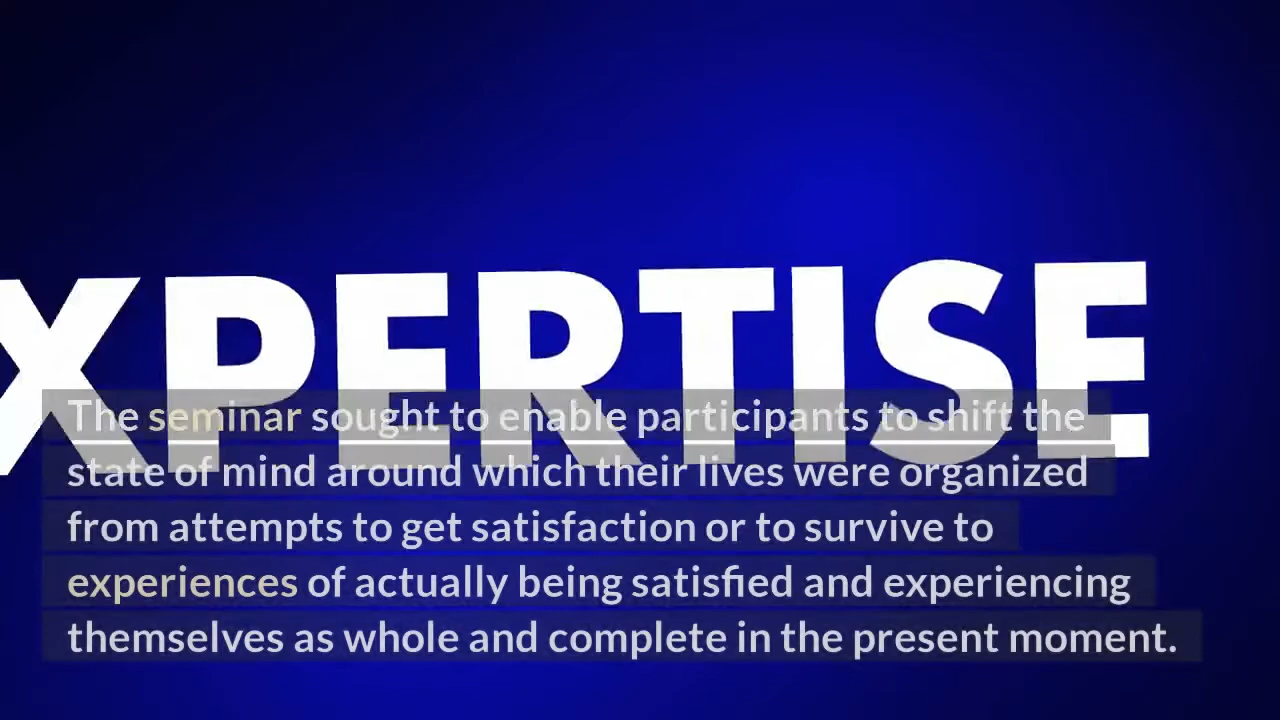 XPERTISE
The seminar sought to enable participants to shift the
state of mind around which their lives were organized
from attempts to get satisfaction or to survive to
experiences of actually being satisfied and experiencing
themselves as whole and complete in the present moment.